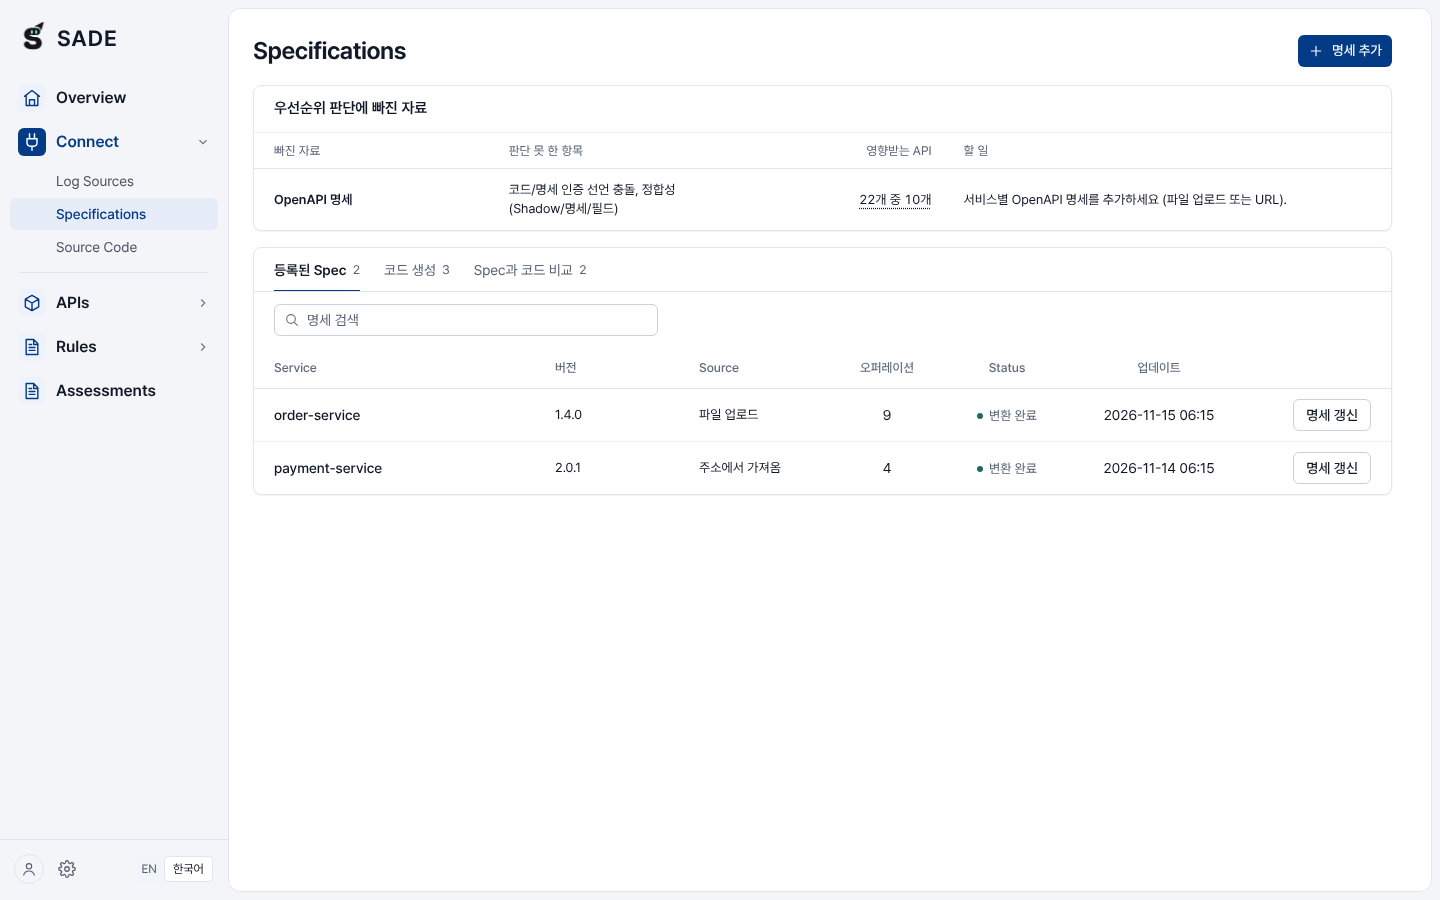 SADE
Overview
Connect
Log Sources
Specifications
Source Code
APIs
Rules
Assessments
EN
한국어
Specifications
명세 추가
우선순위 판단에 빠진 자료
빠진 자료
판단 못 한 항목
영향받는 API
할 일
OpenAPI 명세
코드/명세 인증 선언 충돌, 정합성
(Shadow/명세/필드)
22개 중 10개
서비스별 OpenAPI 명세를 추가하세요 (파일 업로드 또는 URL).
등록된 Spec 2
코드 생성 3
Spec과 코드 비교 2
명세 검색
Service
버전
Source
오퍼레이션
Status
업데이트
order-service
1.4.0
파일 업로드
9
변환 완료
2026-11-15 06:15
명세 갱신
payment-service
2.0.1
주소에서 가져옴
4
변환 완료
2026-11-14 06:15
명세 갱신